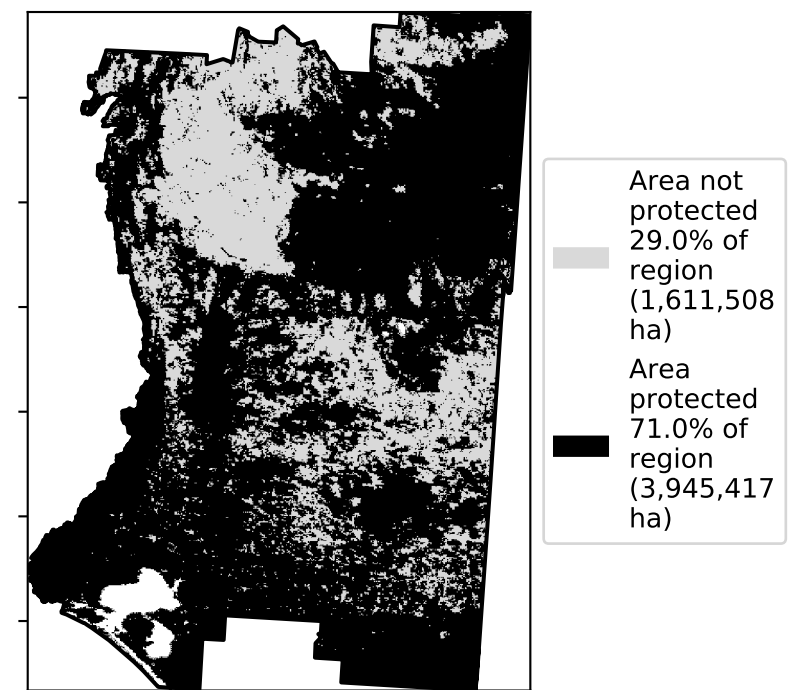 Area not
protected
29.0% of
region
(1,611,508
ha)
Area
protected
71.0% of
region
(3,945,417
ha)